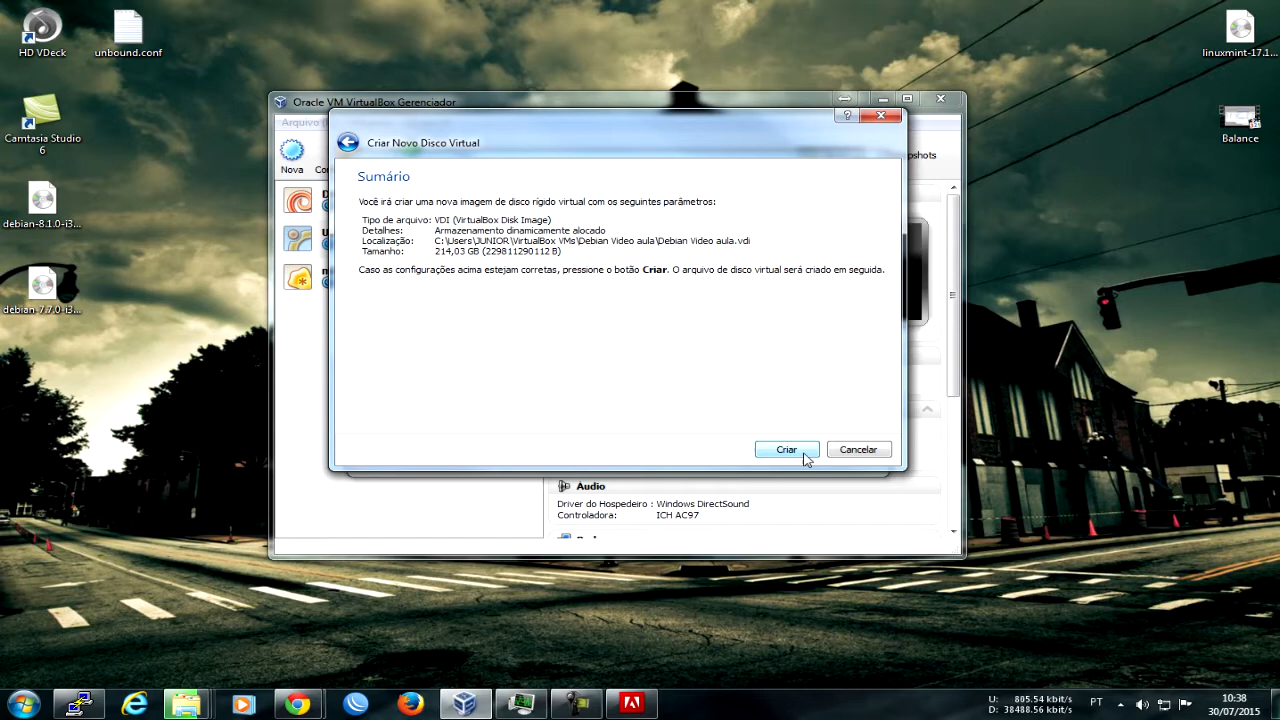 HD VDeck
unbound.conf
Camtasia Studio
6
debian-8.1.0-i3...
debian-7.7.0-i3...
linuxmint-17.1...
Balance
Oracle VM VirtualBox Gerenciador
Arquivo
Nova
Co
pshots
Criar Novo Disco Virtual
Sumário
Você irá criar uma nova imagem de disco rígido virtual com os seguintes parâmetros:
Tipo de arquivo: VDI (VirtualBox Disk Image)
Detalhes: Armazenamento dinamicamente alocado
Localização: C:\Users\JUNIOR\VirtualBox VMs\Debian Video aula\Debian Video aula.vdi
Tamanho: 214,03 GB (229811290112 B)
Caso as configurações acima estejam corretas, pressione o botão Criar. O arquivo de disco virtual será criado em seguida.
Criar
Cancelar
Áudio
Driver do Hospedeiro : Windows DirectSound
Controladora: ICH AC97
U: 805.54 kbit/s
D: 38488.56 kbit/s
PT
10:38
30/07/2015